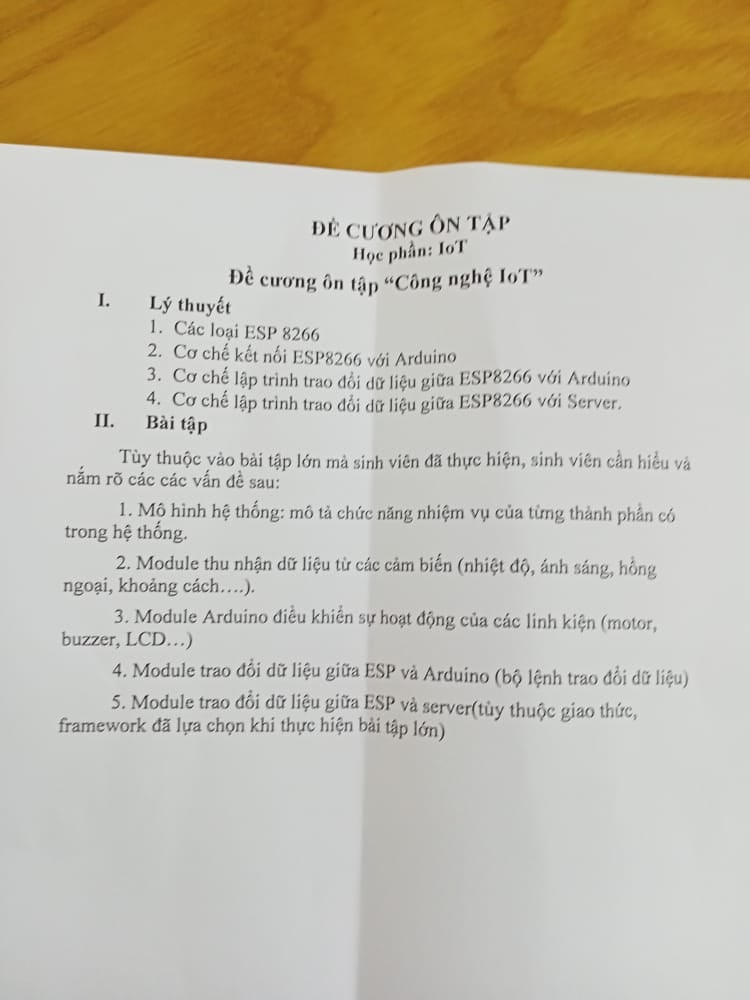 ĐỀ CƯƠNG ÔN TẬP
Học phần: IoT
Đề cương ôn tập “Công nghệ IoT”
I. Lý thuyết
1. Các loại ESP 8266
2. Cơ chế kết nối ESP8266 với Arduino
3. Cơ chế lập trình trao đổi dữ liệu giữa ESP8266 với Arduino
4. Cơ chế lập trình trao đổi dữ liệu giữa ESP8266 với Server.
II. Bài tập
Tùy thuộc vào bài tập lớn mà sinh viên đã thực hiện, sinh viên cần hiểu và
nắm rõ các các vấn đề sau:
1. Mô hình hệ thống: mô tả chức năng nhiệm vụ của từng thành phần có
trong hệ thống.
2. Module thu nhận dữ liệu từ các cảm biến (nhiệt độ, ánh sáng, hồng
ngoại, khoảng cách….).
3. Module Arduino điều khiển sự hoạt động của các linh kiện (motor,
buzzer, LCD…)
4. Module trao đổi dữ liệu giữa ESP và Arduino (bộ lệnh trao đổi dữ liệu)
5. Module trao đổi dữ liệu giữa ESP và server(tùy thuộc giao thức,
framework đã lựa chọn khi thực hiện bài tập lớn)